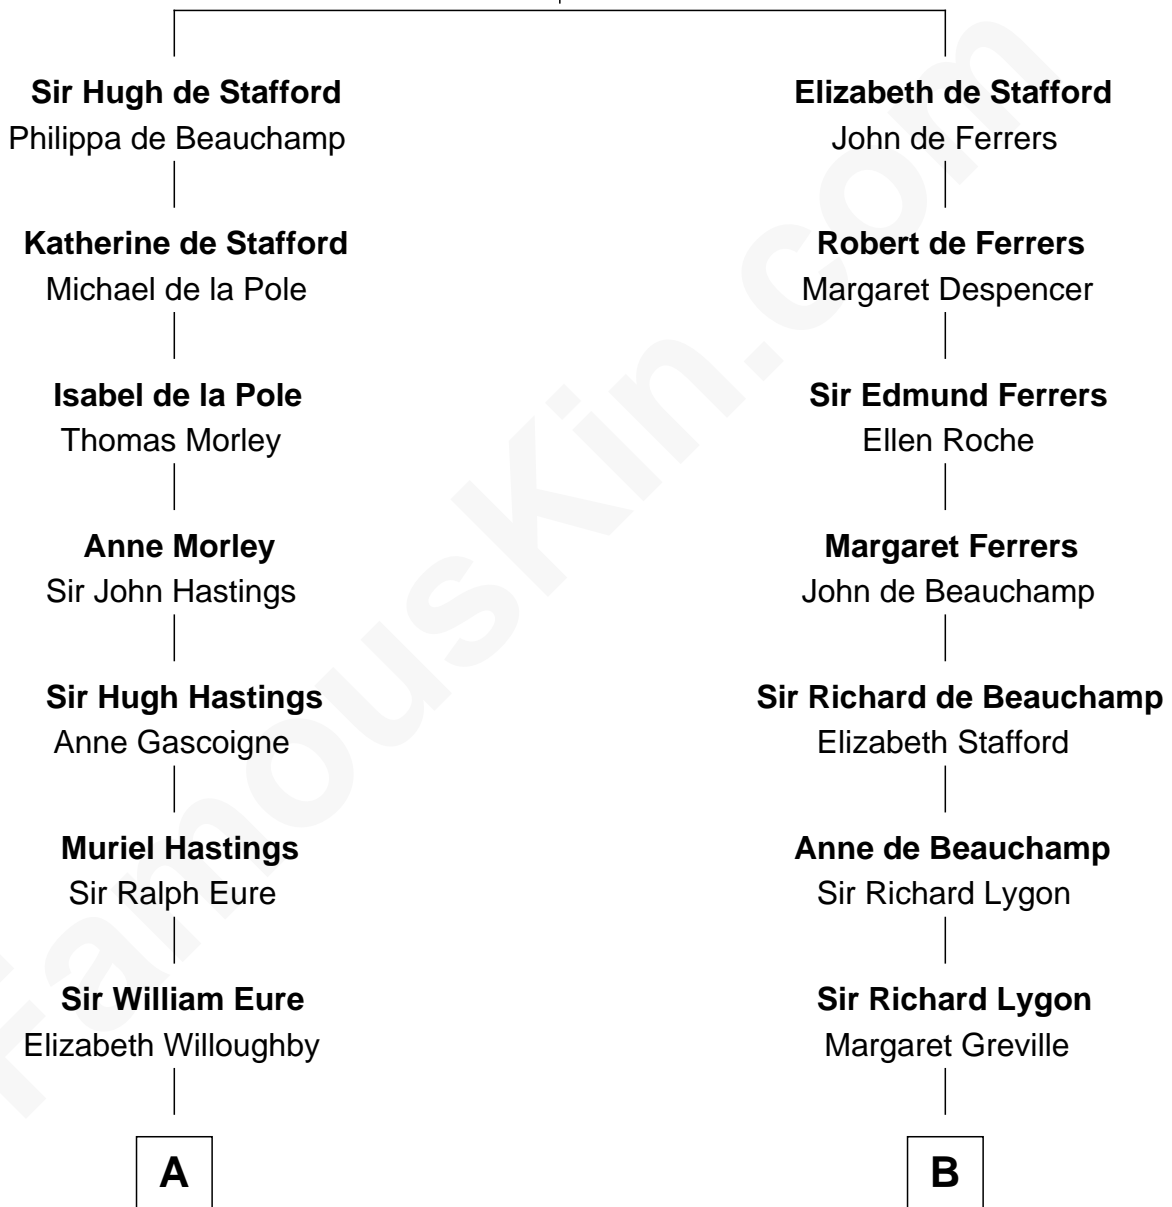 Sir Hugh de Stafford
Philippa de Beauchamp
Katherine de Stafford
Michael de la Pole
Isabel de la Pole
Thomas Morley
Anne Morley
Sir John Hastings
Sir Hugh Hastings
Anne Gascoigne
Muriel Hastings
Sir Ralph Eure
Sir William Eure
Elizabeth Willoughby
A
Elizabeth de Stafford
John de Ferrers
Robert de Ferrers
Margaret Despencer
Sir Edmund Ferrers
Ellen Roche
Margaret Ferrers
John de Beauchamp
Sir Richard de Beauchamp
Elizabeth Stafford
Anne de Beauchamp
Sir Richard Lygon
Sir Richard Lygon
Margaret Greville
B
FamousKin.com